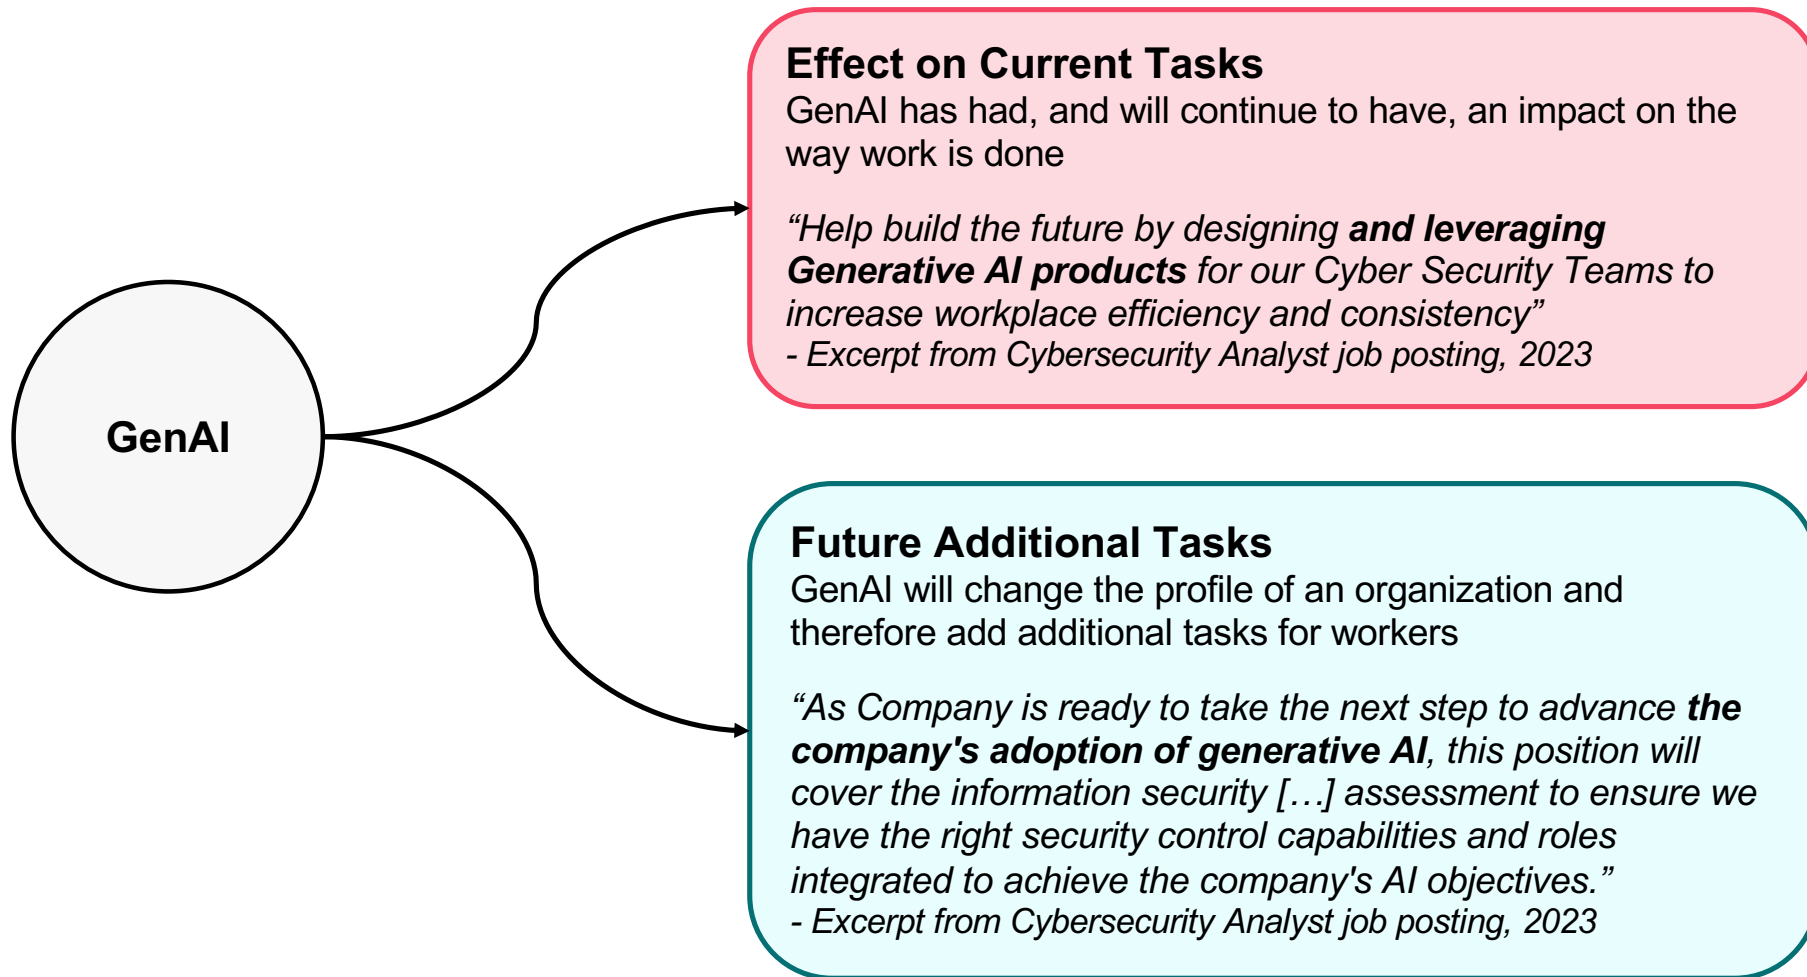 GenAI
Effect on Current Tasks
GenAI has had, and will continue to have, an impact on the
way work is done
“Help build the future by designing and leveraging
Generative AI products for our Cyber Security Teams to
increase workplace efficiency and consistency”
- Excerpt from Cybersecurity Analyst job posting, 2023
Future Additional Tasks
GenAI will change the profile of an organization and
therefore add additional tasks for workers
“As Company is ready to take the next step to advance the
company's adoption of generative AI, this position will
cover the information security […] assessment to ensure we
have the right security control capabilities and roles
integrated to achieve the company's AI objectives.”
- Excerpt from Cybersecurity Analyst job posting, 2023